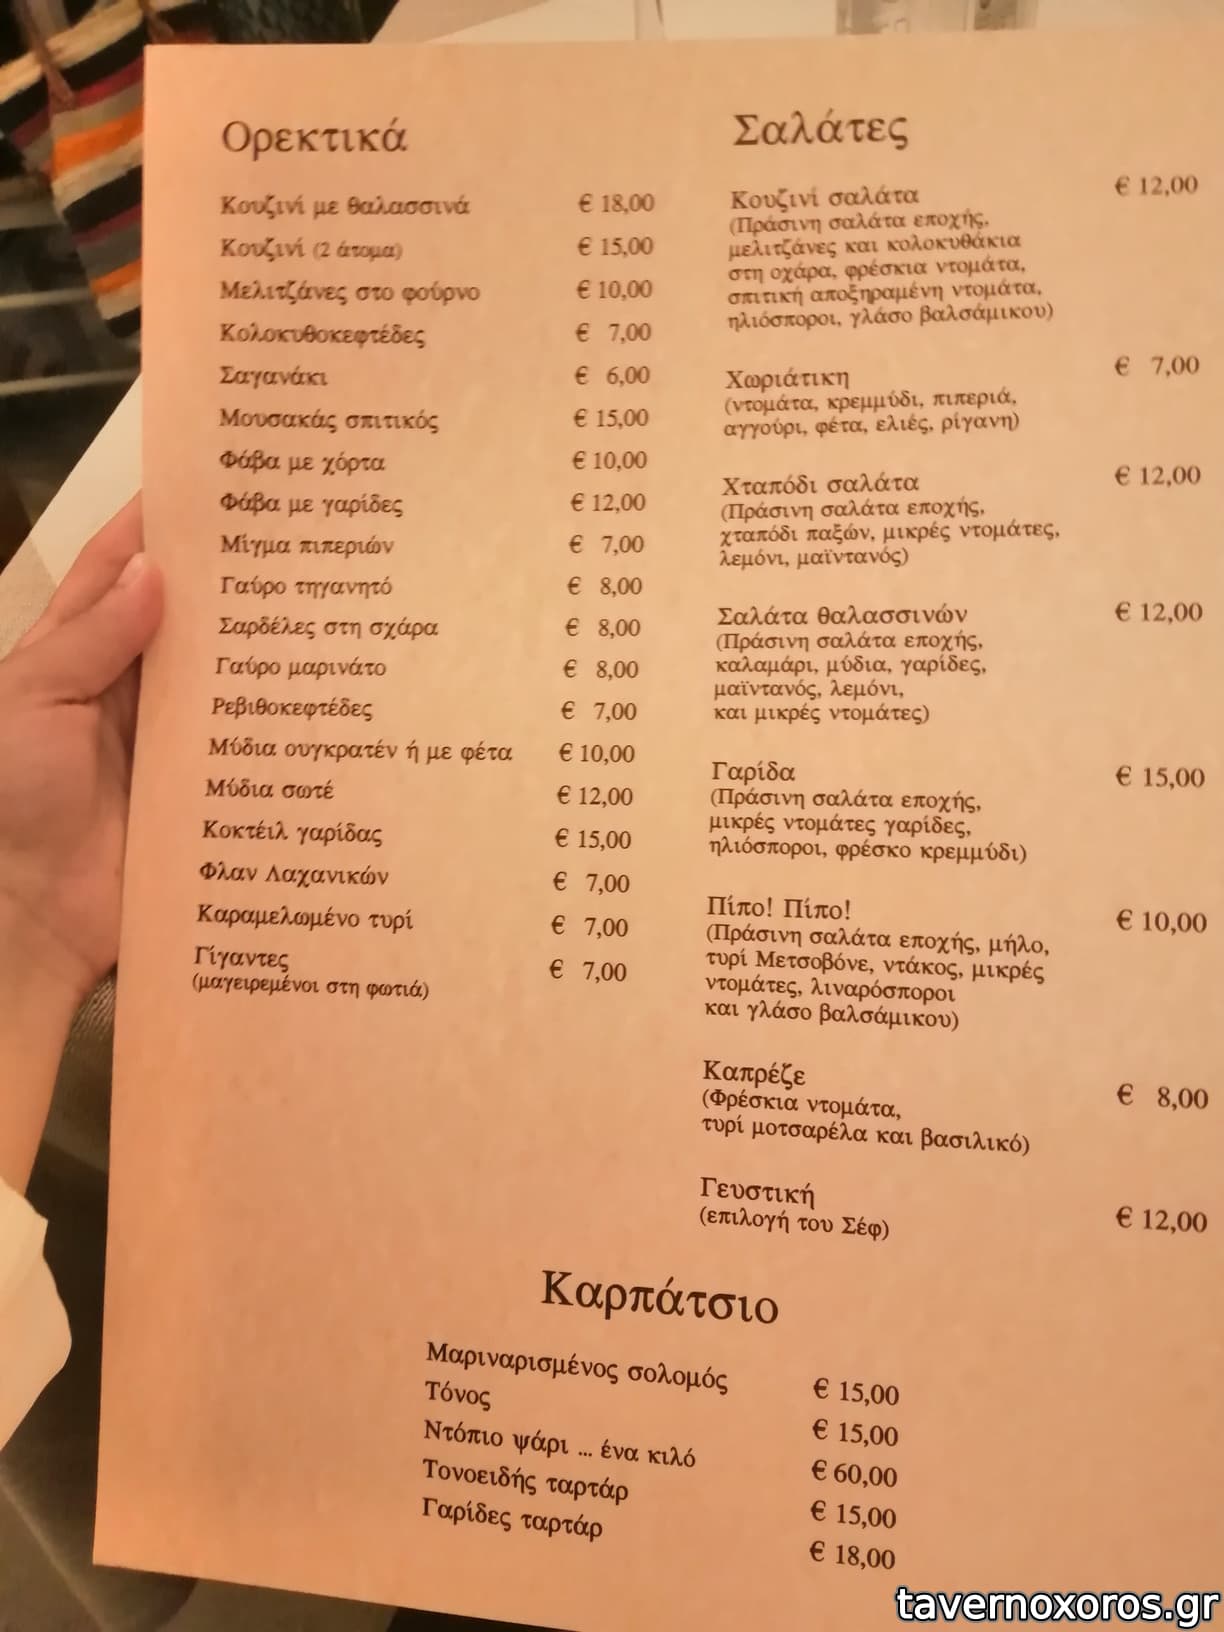 Ορεκτικά
Κουζινί με θαλασσινά € 18,00
Κουζινί (2 άτομα) € 15,00
Μελιτζάνες στο φούρνο € 10,00
Κολοκυθοκεφτέδες € 7,00
Σαγανάκι € 6,00
Μουσακάς σπιτικός € 15,00
Φάβα με χόρτα € 10,00
Φάβα με γαρίδες € 12,00
Μίγμα πιπεριών € 7,00
Γαύρο τηγανητό € 8,00
Σαρδέλες στη σχάρα € 8,00
Γαύρο μαρινάτο € 8,00
Ρεβιθοκεφτέδες € 7,00
Μύδια ουγκρατέν ή με φέτα € 10,00
Μύδια σωτέ € 12,00
Κοκτέιλ γαρίδας € 15,00
Φλαν Λαχανικών € 7,00
Καραμελωμένο τυρί € 7,00
Γίγαντες € 7,00
(μαγειρεμένοι στη φωτιά)
Σαλάτες
Κουζινί σαλάτα € 12,00
(Πράσινη σαλάτα εποχής,
μελιτζάνες και κολοκυθάκια
στη σχάρα, φρέσκια ντομάτα,
σπιτική αποξηραμένη ντομάτα,
ηλιόσποροι, γλάσο βαλσάμικου)
Χωριάτικη € 7,00
(ντομάτα, κρεμμύδι, πιπεριά,
αγγούρι, φέτα, ελιές, ρίγανη)
Χταπόδι σαλάτα € 12,00
(Πράσινη σαλάτα εποχής,
χταπόδι παξών, μικρές ντομάτες,
λεμόνι, μαϊντανός)
Σαλάτα θαλασσινών € 12,00
(Πράσινη σαλάτα εποχής,
καλαμάρι, μύδια, γαρίδες,
μαϊντανός, λεμόνι,
και μικρές ντομάτες)
Γαρίδα € 15,00
(Πράσινη σαλάτα εποχής,
μικρές ντομάτες γαρίδες,
ηλιόσποροι, φρέσκο κρεμμύδι)
Πίπο! Πίπο! € 10,00
(Πράσινη σαλάτα εποχής, μήλο,
τυρί Μετσοβόνε, ντάκος, μικρές
ντομάτες, λιναρόσποροι
και γλάσο βαλσάμικου)
Καπρέζε € 8,00
(Φρέσκια ντομάτα,
τυρί μοτσαρέλα και βασιλικό)
Γευστική € 12,00
(επιλογή του Σέφ)
Καρπάτσιο
Μαριναρισμένος σολομός € 15,00
Τόνος € 15,00
Ντόπιο ψάρι ... ένα κιλό € 60,00
Τονοειδής ταρτάρ € 15,00
Γαρίδες ταρτάρ € 18,00
tavernoxoros.gr